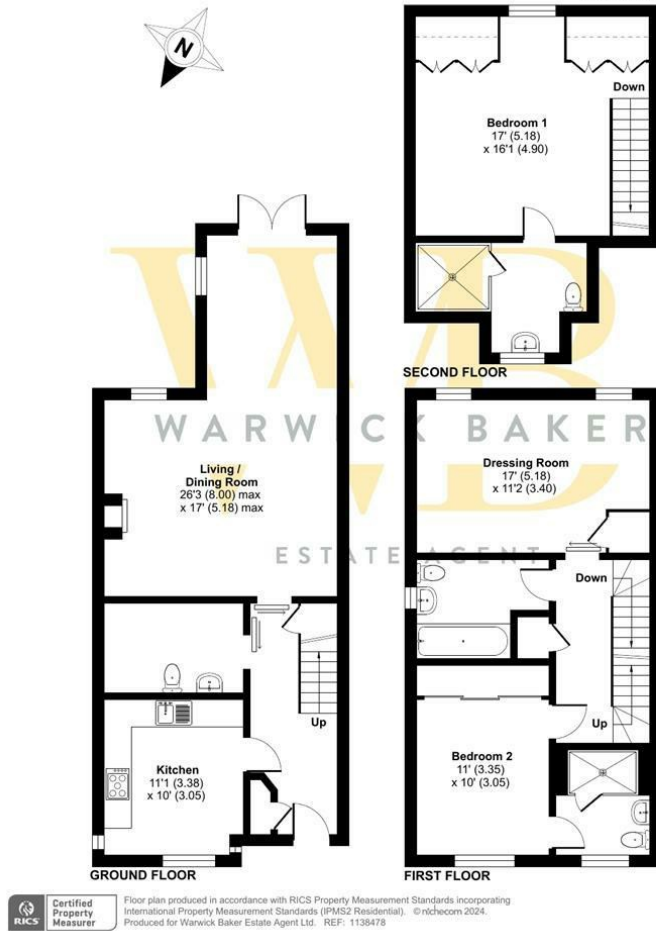 N
Bedroom 1
17' (5.18)
x 16'1 (4.90)
Down
SECOND FLOOR
WB
WARWICK BAKER
ESTATE AGENT
Living /
Dining Room
26'3 (8.00) max
x 17' (5.18) max
Up
Kitchen
11'1 (3.38)
x 10' (3.05)
GROUND FLOOR
Dressing Room
17' (5.18)
x 11'2 (3.40)
Down
Up
Bedroom 2
11' (3.35)
x 10' (3.05)
FIRST FLOOR
RICS
Certified
Property
Measurer
Floor plan produced in accordance with RICS Property Measurement Standards incorporating
International Property Measurement Standards (IPMS2 Residential). © nichecom 2024.
Produced for Warwick Baker Estate Agent Ltd. REF: 1138478